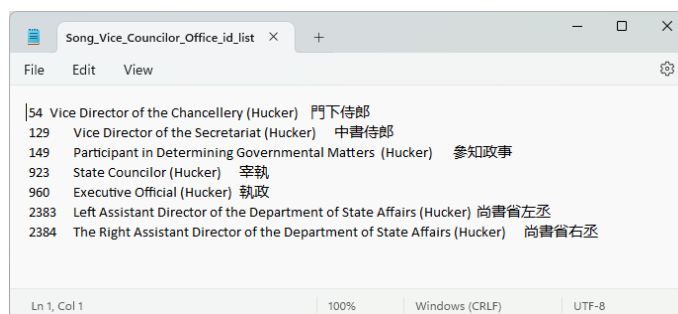 Song_Vice_Councilor_Office_id_list
File Edit View
54 Vice Director of the Chancellery (Hucker) 門下侍郎
129 Vice Director of the Secretariat (Hucker) 中書侍郎
149 Participant in Determining Governmental Matters (Hucker) 參知政事
923 State Councilor (Hucker) 宰執
960 Executive Official (Hucker) 執政
2383 Left Assistant Director of the Department of State Affairs (Hucker) 尚書省左丞
2384 The Right Assistant Director of the Department of State Affairs (Hucker) 尚書省右丞
Ln 1, Col 1 100% Windows (CRLF) UTF-8